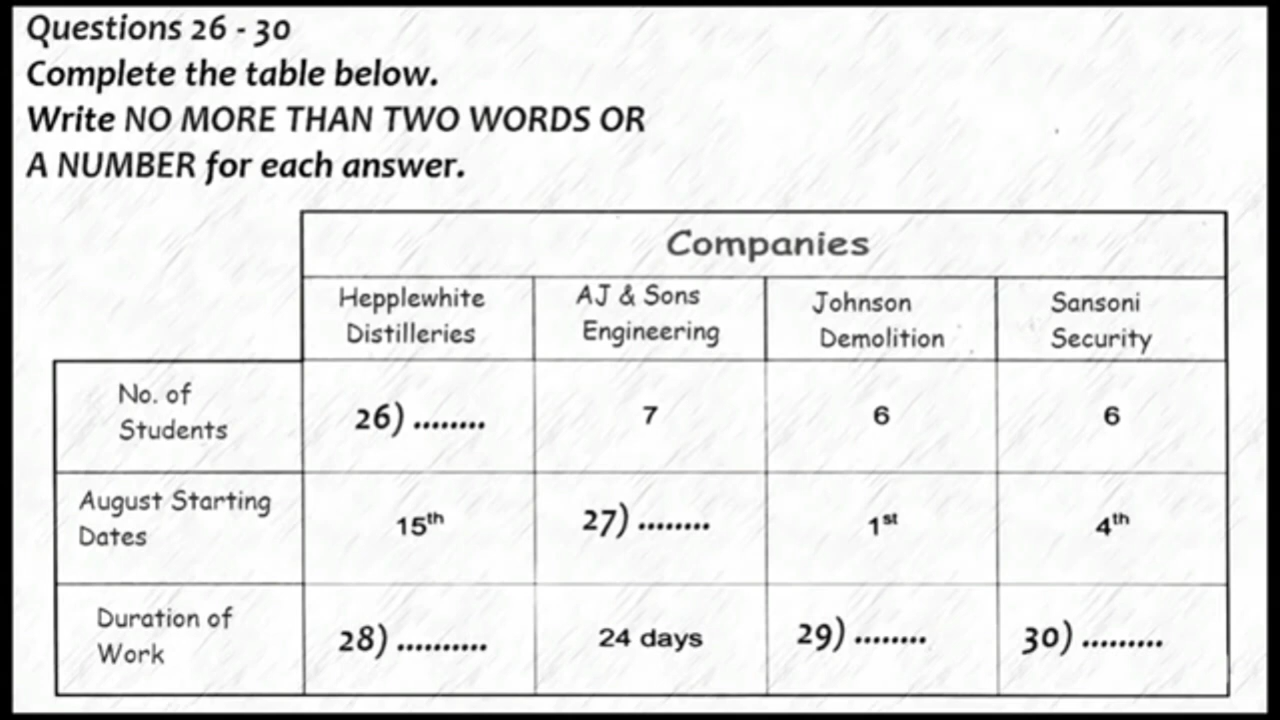 Questions 26 - 30
Complete the table below.
Write NO MORE THAN TWO WORDS OR
A NUMBER for each answer.
Companies
Hepplewhite
Distilleries
AJ & Sons
Engineering
Johnson
Demolition
Sansoni
Security
No. of
Students
26) ........
7
6
6
August Starting
Dates
15th
27) ........
1st
4th
Duration of
Work
28) ..........
24 days
29) ........
30) .........